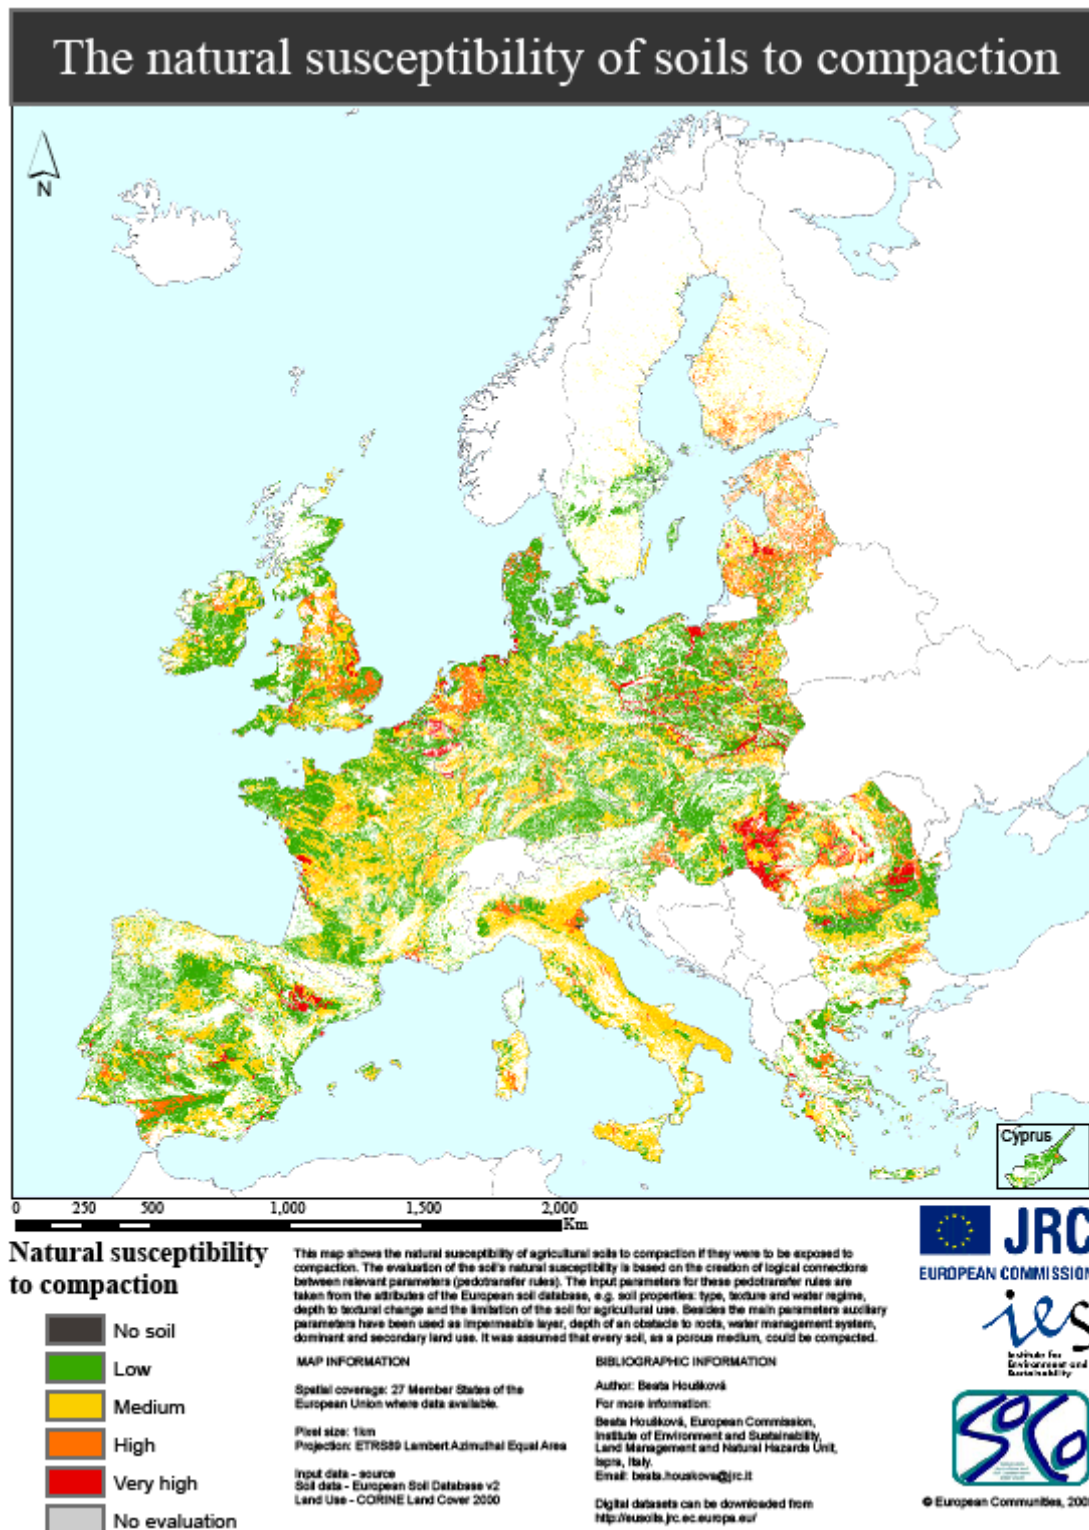 The natural susceptibility of soils to compaction
N
Cyprus
0 250 500 1,000 1,500 2,000
Km
Natural susceptibility
to compaction
No soil
Low
Medium
High
Very high
No evaluation
This map shows the natural susceptibility of agricultural soils to compaction if they were to be exposed to
compaction. The evaluation of the soil's natural susceptibility is based on the creation of logical connections
between relevant parameters (pedotransfer rules). The input parameters for these pedotransfer rules are
taken from the attributes of the European soil database, e.g. soil properties: type, texture and water regime,
depth to textural change and the limitation of the soil for agricultural use. Besides the main parameters auxiliary
parameters have been used as impermeable layer, depth of an obstacle to roots, water management system,
dominant and secondary land use. It was assumed that every soil, as a porous medium, could be compacted.
MAP INFORMATION
Spatial coverage: 27 Member States of the
European Union where data available.
Pixel size: 1km
Projection: ETRS89 Lambert Azimuthal Equal Area
Input data - source
Soil data - European Soil Database v2
Land Use - CORINE Land Cover 2000
BIBLIOGRAPHIC INFORMATION
Author: Beata Houšková
For more information:
Beata Houšková, European Commission,
Institute of Environment and Sustainability,
Land Management and Natural Hazards Unit,
Ispra, Italy.
Email: beata.houskova@jrc.it
Digital datasets can be downloaded from
http://eusoils.jrc.ec.europa.eu/
JRC
EUROPEAN COMMISSION
ies
Institute for
Environment and
Sustainability
SoCo
© European Communities, 200